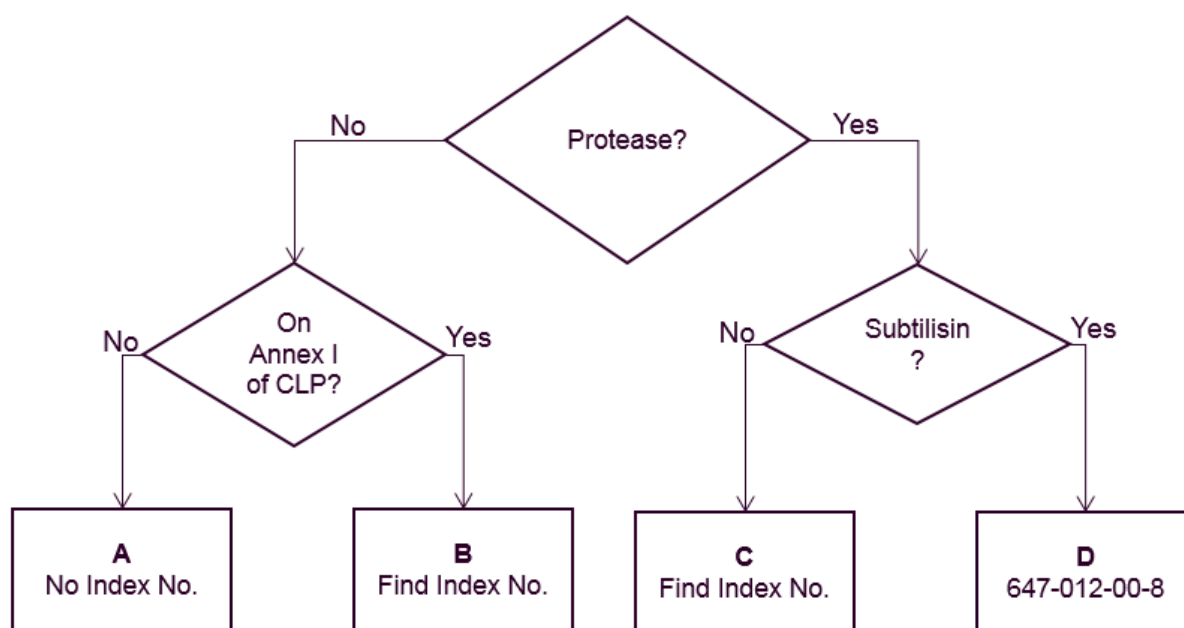 Protease?
No
Yes
On
Annex I
of CLP?
No
Yes
Subtilisin
?
No
Yes
A
No Index No.
B
Find Index No.
C
Find Index No.
D
647-012-00-8